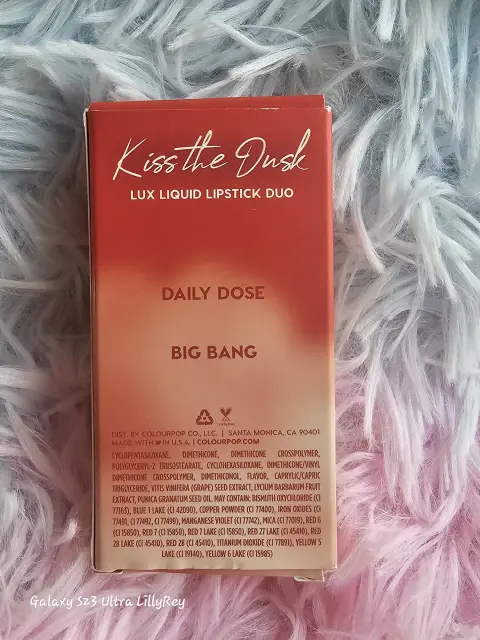 Kiss the Dusk
LUX LIQUID LIPSTICK DUO
DAILY DOSE
BIG BANG
DIST. BY COLOURPOP CO., LLC. | SANTA MONICA, CA 90401
MADE WITH ♥ IN U.S.A. | COLOURPOP.COM
CYCLOPENTASILOXANE, DIMETHICONE, DIMETHICONE CROSSPOLYMER,
POLYGLYCERYL-2 TRIISOSTEARATE, CYCLOHEXASILOXANE, DIMETHICONE/VINYL
DIMETHICONE CROSSPOLYMER, DIMETHICONOL, FLAVOR, CAPRYLIC/CAPRIC
TRIGLYCERIDE, VITIS VINIFERA (GRAPE) SEED EXTRACT, LYCIUM BARBARUM FRUIT
EXTRACT, PUNICA GRANATUM SEED OIL. MAY CONTAIN: BISMUTH OXYCHLORIDE (CI
77163), BLUE 1 LAKE (CI 42090), COPPER POWDER (CI 77400), IRON OXIDES (CI
77491, CI 77492, CI 77499), MANGANESE VIOLET (CI 77742), MICA (CI 77019), RED 6
(CI 15850), RED 7 (CI 15850), RED 7 LAKE (CI 15850), RED 27 LAKE (CI 45410), RED
28 LAKE (CI 45410), RED 28 (CI 45410), TITANIUM DIOXIDE (CI 77891), YELLOW 5
LAKE (CI 19140), YELLOW 6 LAKE (CI 15985)
Galaxy S23 Ultra LillyRey